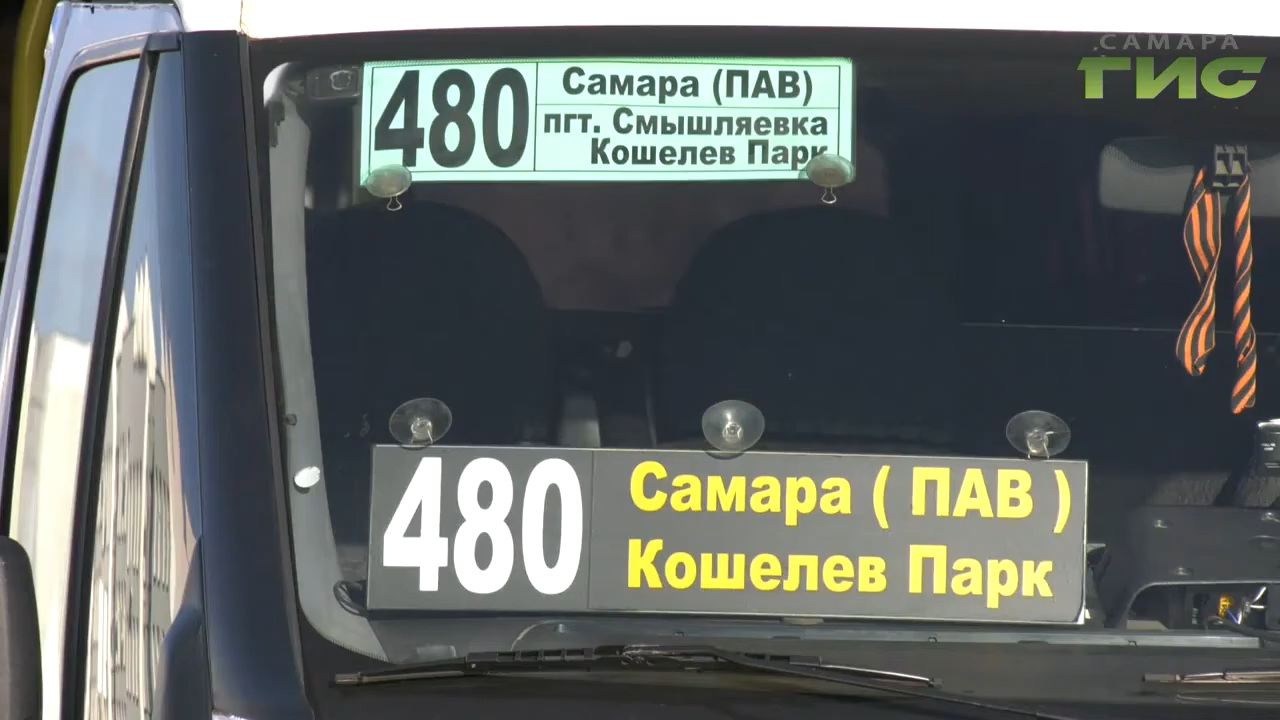 САМАРА
ГИС
480
Самара (ПАВ)
пгт. Смышляевка
Кошелев Парк
480
Самара ( ПАВ )
Кошелев Парк